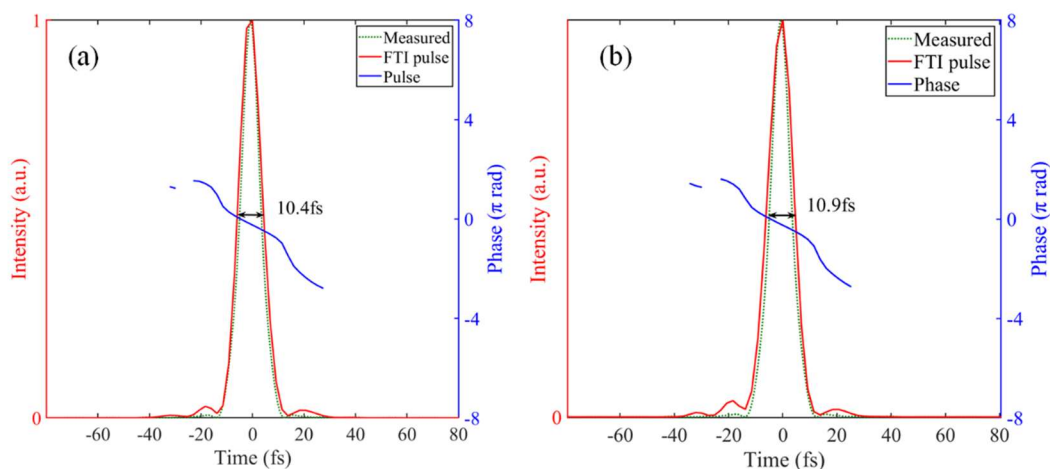 1
(a)
Measured
FTI pulse
Pulse
10.4fs
Intensity (a.u.)
0
-60 -40 -20 0 20 40 60 80
Time (fs)
8
4
0
-4
-8
Phase (π rad)
(b)
Measured
FTI pulse
Phase
10.9fs
Intensity (a.u.)
0
-60 -40 -20 0 20 40 60 80
Time (fs)
8
4
0
-4
-8
Phase (π rad)